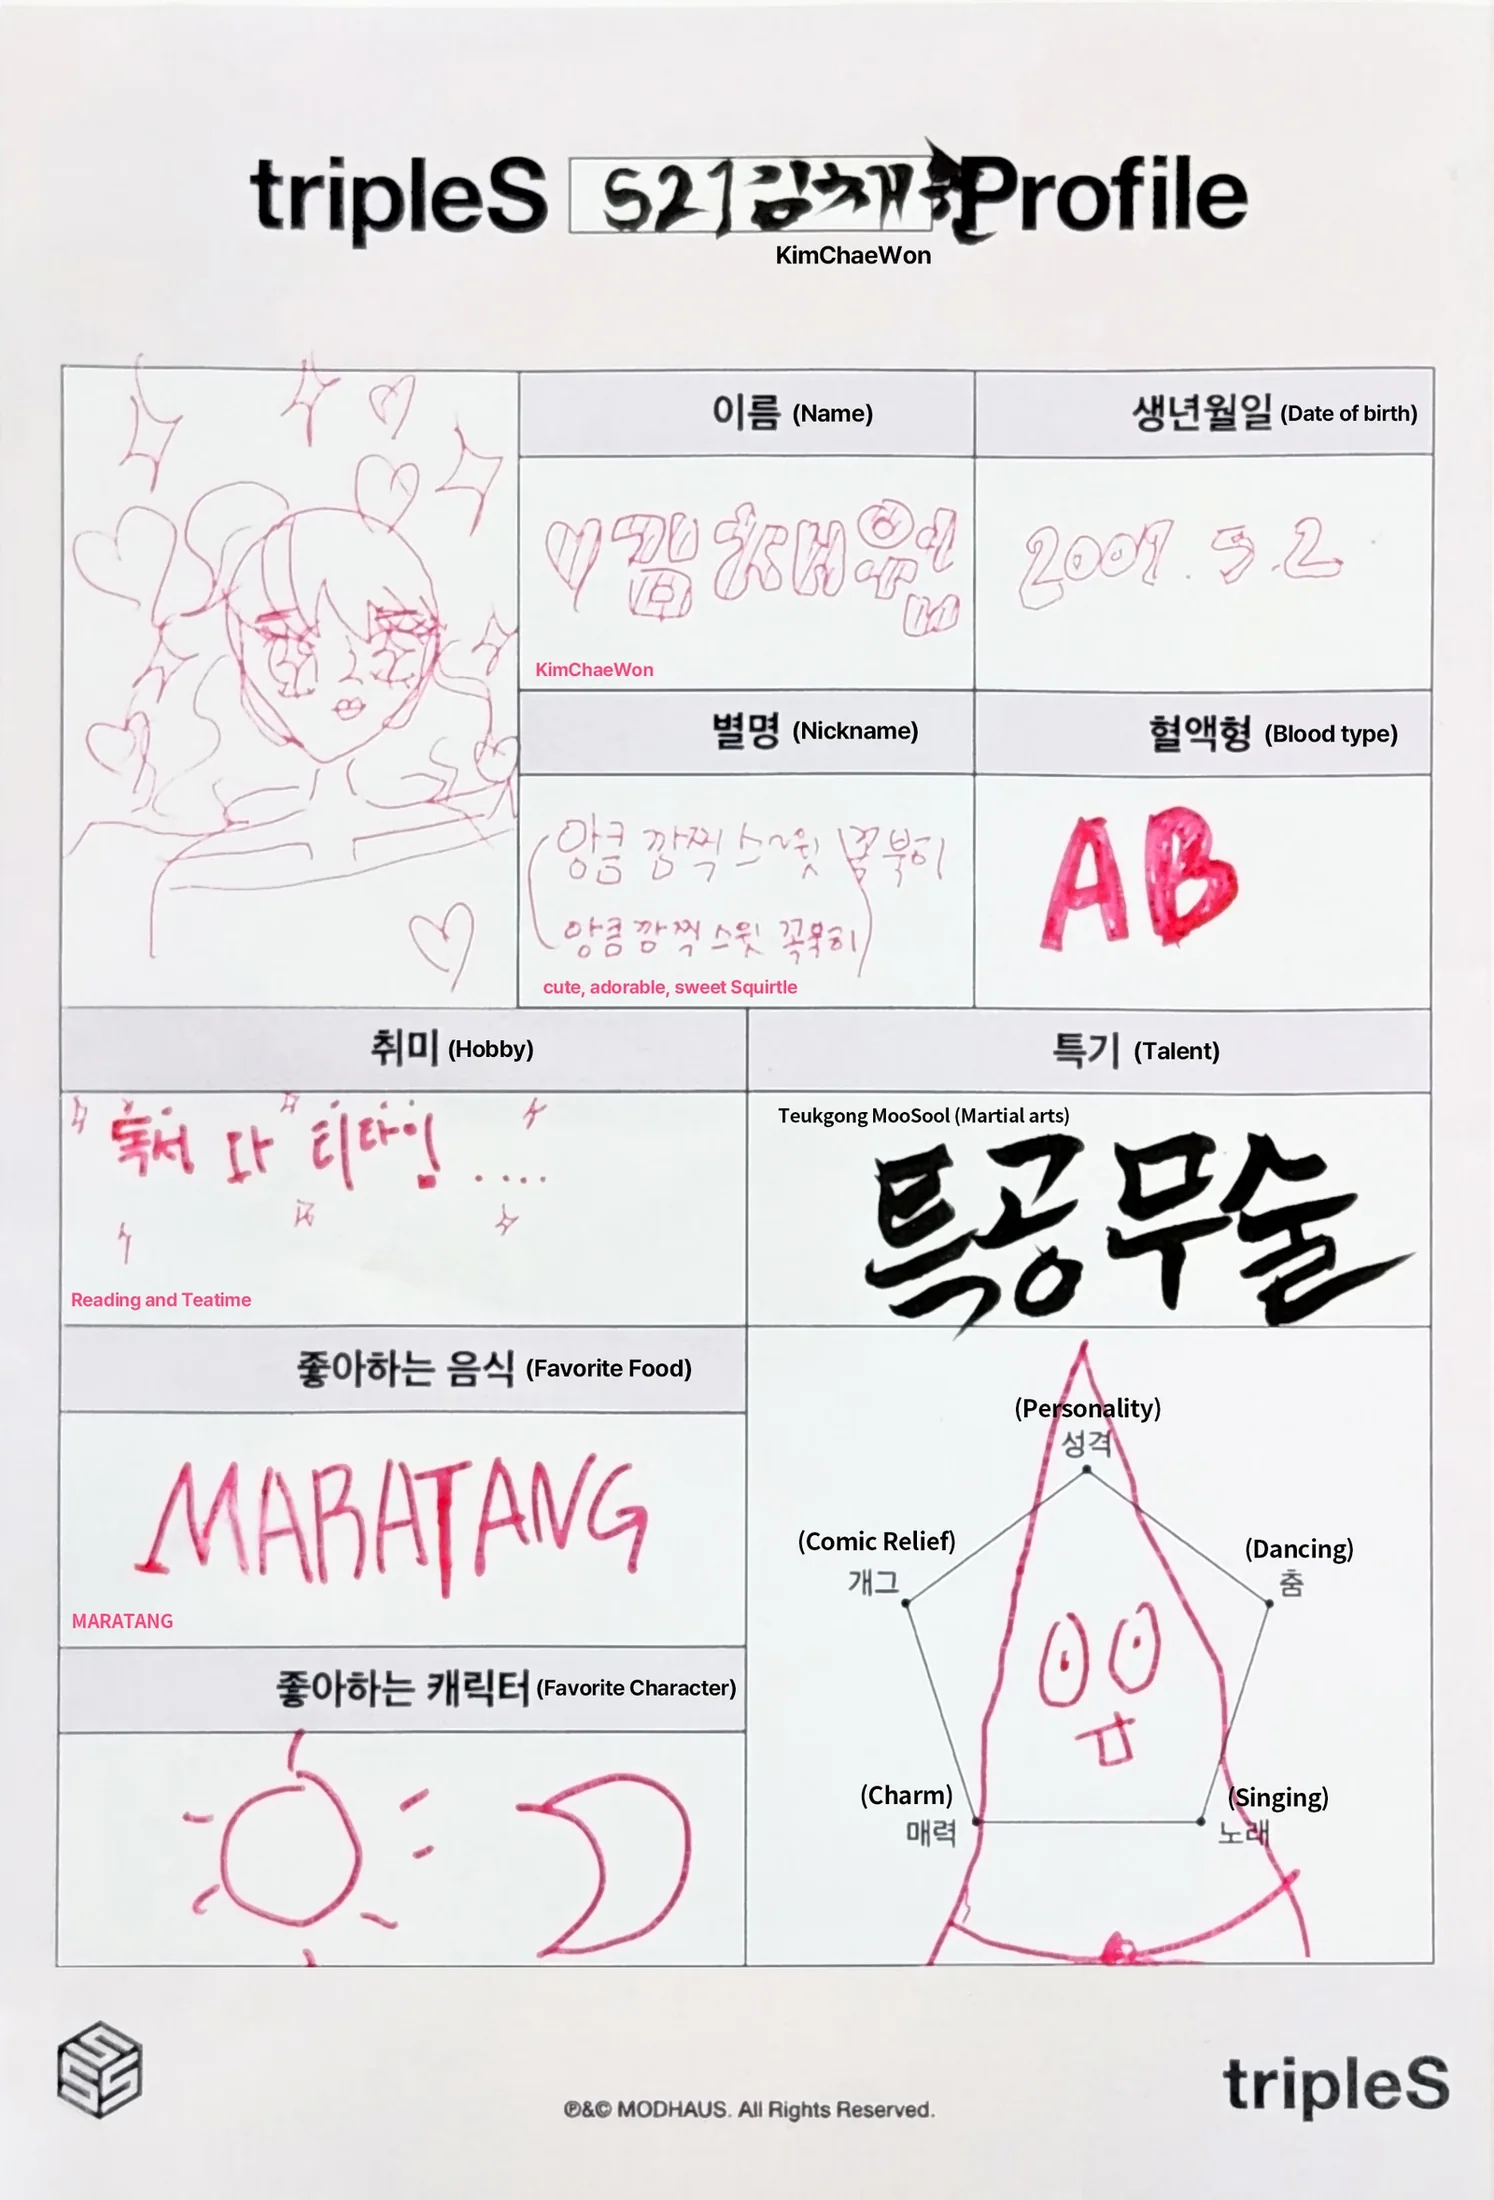 tripleS S21김채원 Profile
KimChaeWon
이름 (Name)
생년월일 (Date of birth)
김채원
2007.5.2
KimChaeWon
별명 (Nickname)
혈액형 (Blood type)
앙큼 깜찍 스~윗 꼬북이
앙큼 깜찍 스윗 꼬북이
cute, adorable, sweet Squirtle
AB
취미 (Hobby)
특기 (Talent)
독서 와 티타임....
Reading and Teatime
Teukgong MooSool (Martial arts)
특공무술
좋아하는 음식 (Favorite Food)
MARATANG
MARATANG
좋아하는 캐릭터 (Favorite Character)
(Personality)
성격
(Comic Relief)
개그
(Dancing)
춤
(Charm)
매력
(Singing)
노래
SSS
℗&© MODHAUS. All Rights Reserved.
tripleS